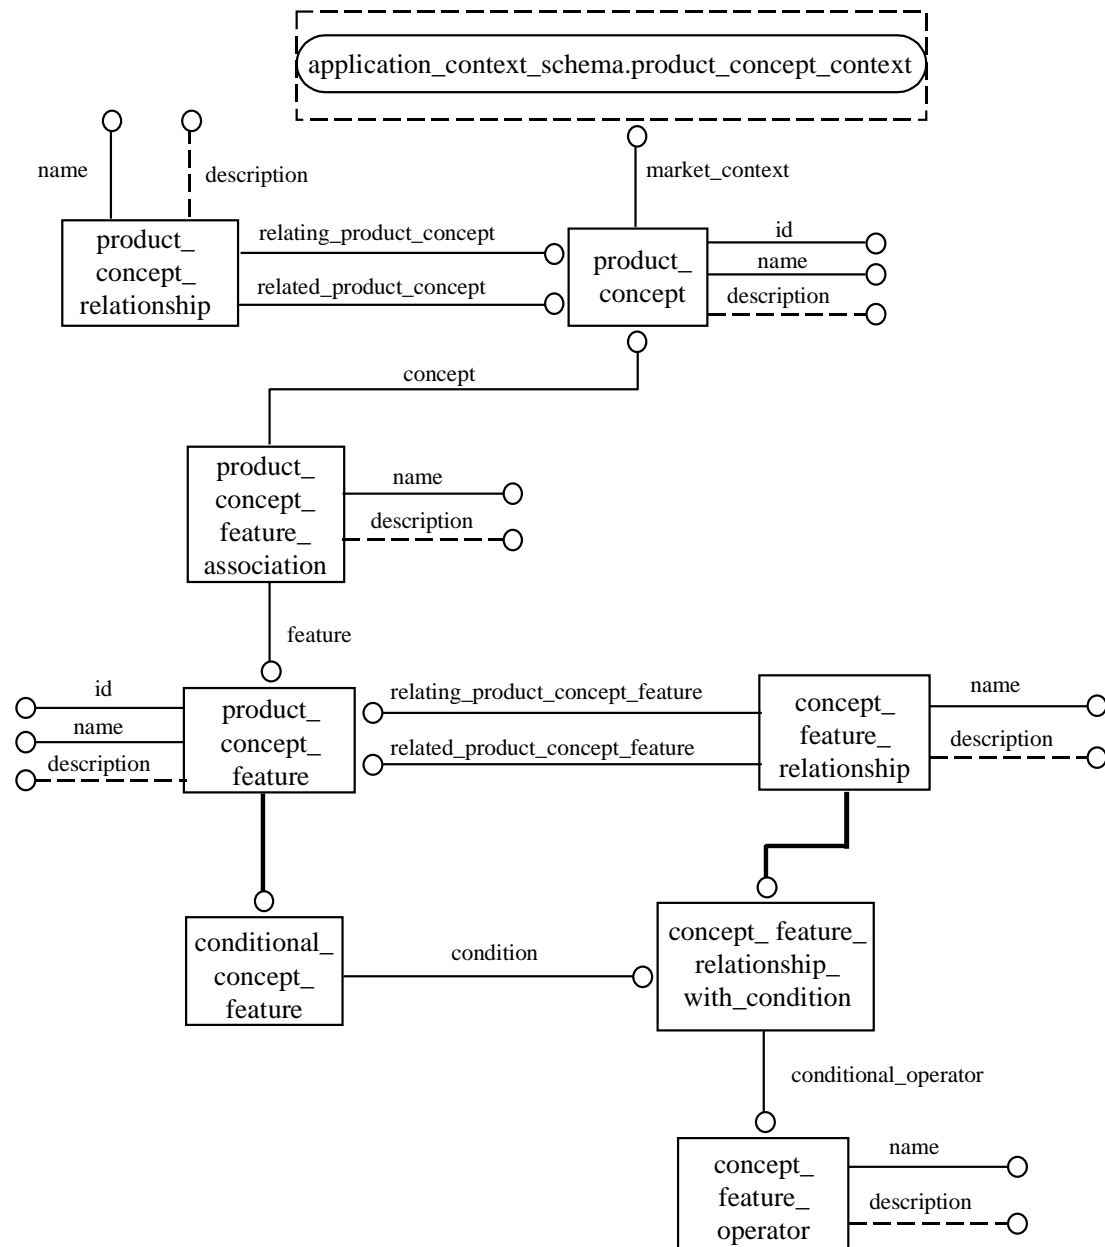 application_context_schema.product_concept_context
name
description
market_context
product_
concept_
relationship
relating_product_concept
related_product_concept
product_
concept
id
name
description
concept
product_
concept_
feature_
association
name
description
feature
id
name
description
product_
concept_
feature
relating_product_concept_feature
related_product_concept_feature
concept_
feature_
relationship
name
description
conditional_
concept_
feature
condition
concept_ feature_
relationship_
with_condition
conditional_operator
concept_
feature_
operator
name
description